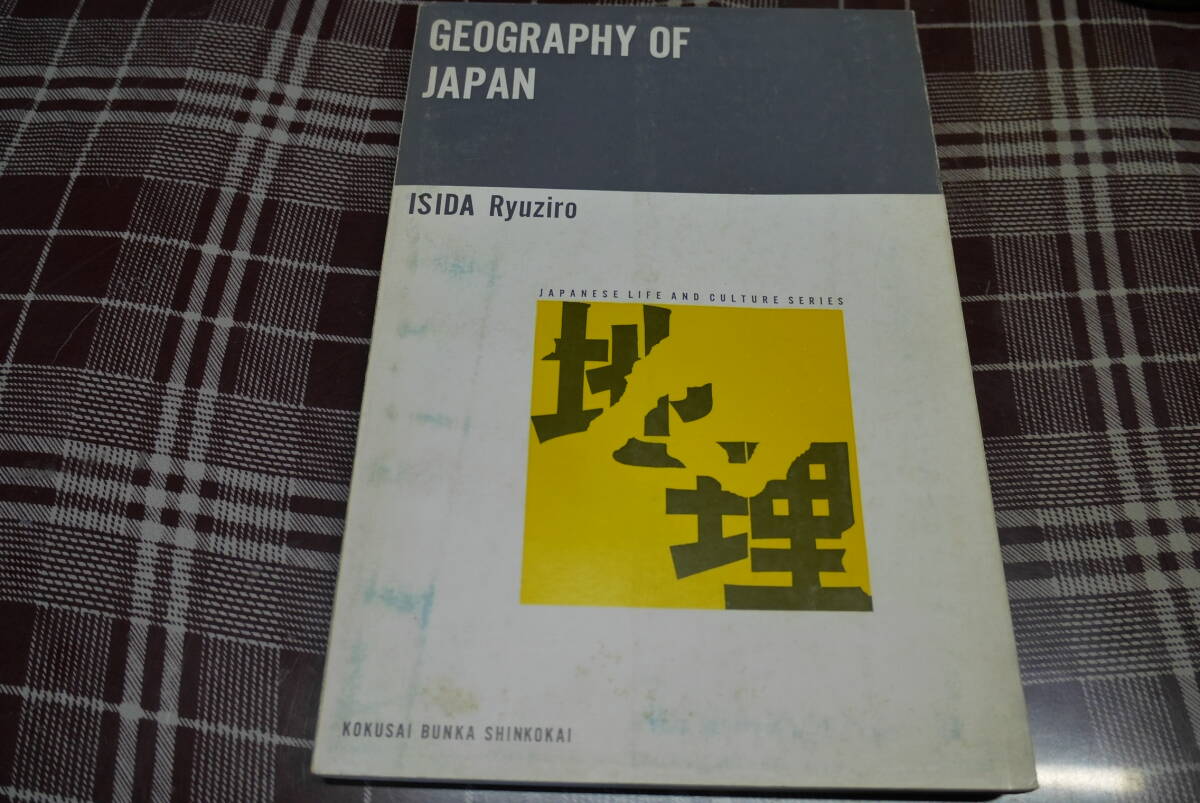 GEOGRAPHY OF
JAPAN
ISIDA Ryuziro
JAPANESE LIFE AND CULTURE SERIES
地理
KOKUSAI BUNKA SHINKOKAI